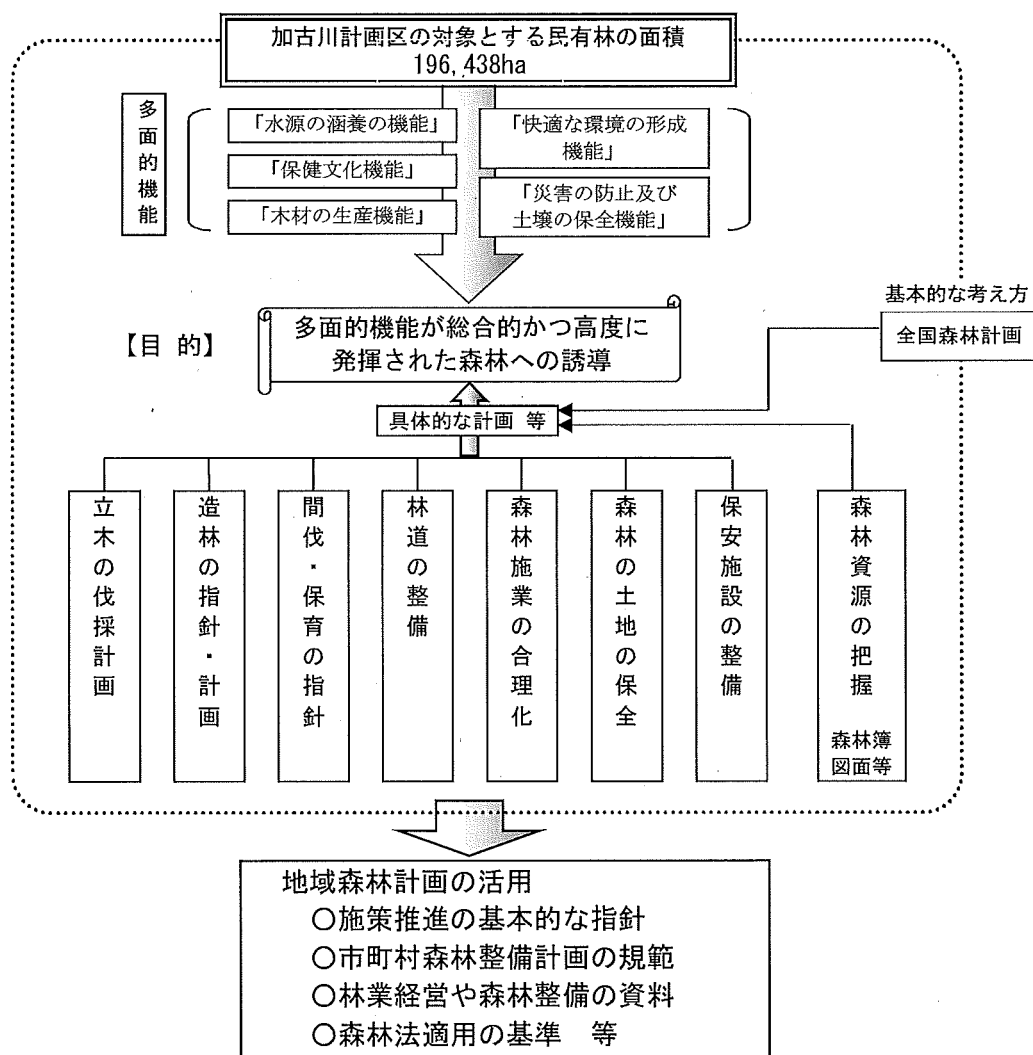 加古川計画区の対象とする民有林の面積
196,438ha
多面的機能
「水源の涵養の機能」
「保健文化機能」
「木材の生産機能」
「快適な環境の形成
機能」
「災害の防止及び
土壌の保全機能」
基本的な考え方
全国森林計画
【目 的】
多面的機能が総合的かつ高度に
発揮された森林への誘導
具体的な計画 等
立木の伐採計画
造林の指針・計画
間伐・保育の指針
林道の整備
森林施業の合理化
森林の土地の保全
保安施設の整備
森林資源の把握
森林簿
図面等
地域森林計画の活用
○施策推進の基本的な指針
○市町村森林整備計画の規範
○林業経営や森林整備の資料
○森林法適用の基準 等